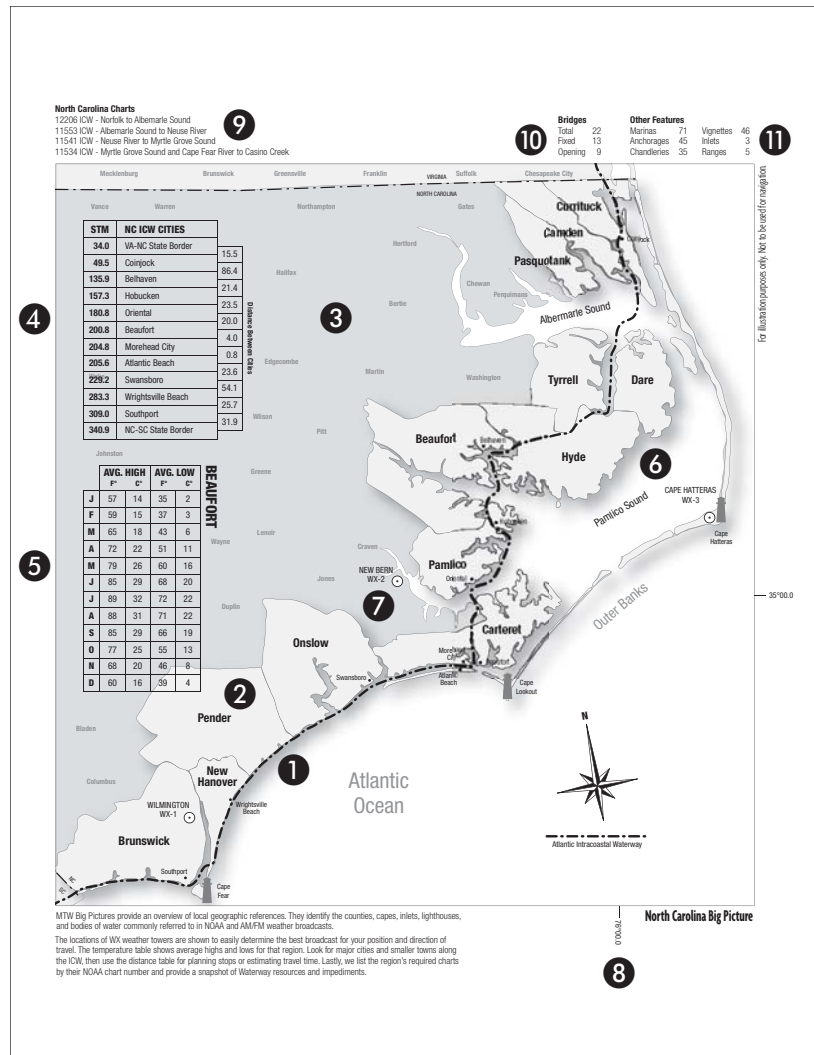 North Carolina Charts
12206 ICW - Norfolk to Albemarle Sound
11553 ICW - Albemarle Sound to Neuse River
11541 ICW - Neuse River to Myrtle Grove Sound
11534 ICW - Myrtle Grove Sound and Cape Fear River to Casino Creek
9
10
Bridges
Total 22
Fixed 13
Opening 9
Other Features
Marinas 71 Vignettes 46
Anchorages 45 Inlets 3
Chandleries 35 Ranges 5
11
For illustration purposes only. Not to be used for navigation.
Mecklenburg Brunswick Greensville Franklin Suffolk Chesapeake City
VIRGINIA
NORTH CAROLINA
Vance Warren Northampton Gates
Currituck
Camden
Pasquotank
Coinjock
Hertford
Halifax
Chowan
Perquimans
Bertie
Albermarle Sound
STM NC ICW CITIES
34.0 VA-NC State Border
15.5
49.5 Coinjock
86.4
135.9 Belhaven
21.4
157.3 Hobucken
23.5
180.8 Oriental
20.0
200.8 Beaufort
4.0
204.8 Morehead City
0.8
205.6 Atlantic Beach
23.6
229.2 Swansboro
54.1
283.3 Wrightsville Beach
25.7
309.0 Southport
31.9
340.9 NC-SC State Border
Distance Between Cities
4
3
Edgecombe
Martin
Washington
Tyrrell
Dare
Wilson
Pitt
Beaufort
Belhaven
Hyde
6
Johnston
Greene
CAPE HATTERAS
WX-3
Pamlico Sound
Cape
Hatteras
Hobucken
BEAUFORT
AVG. HIGH AVG. LOW
F° C° F° C°
J 57 14 35 2
F 59 15 37 3
M 65 18 43 6
A 72 22 51 11
M 79 26 60 16
J 85 29 68 20
J 89 32 72 22
A 88 31 71 22
S 85 29 66 19
O 77 25 55 13
N 68 20 46 8
D 60 16 39 4
5
Wayne
Lenoir
Craven
Pamlico
NEW BERN
WX-2
Oriental
Jones
7
35°00.0
Outer Banks
Duplin
Onslow
Carteret
Morehead
City
Beaufort
Swansboro
Atlantic
Beach
Cape
Lookout
2
Pender
Bladen
N
1
New
Hanover
Atlantic
Ocean
Columbus
WILMINGTON
WX-1
Wrightsville
Beach
Brunswick
Atlantic Intracoastal Waterway
Southport
Cape
Fear
MTW Big Pictures provide an overview of local geographic references. They identify the counties, capes, inlets, lighthouses,
and bodies of water commonly referred to in NOAA and AM/FM weather broadcasts.
The locations of WX weather towers are shown to easily determine the best broadcast for your position and direction of
travel. The temperature table shows average highs and lows for that region. Look for major cities and smaller towns along
the ICW, then use the distance table for planning stops or estimating travel time. Lastly, we list the region's required charts
by their NOAA chart number and provide a snapshot of Waterway resources and impediments.
76°00.0
North Carolina Big Picture
8